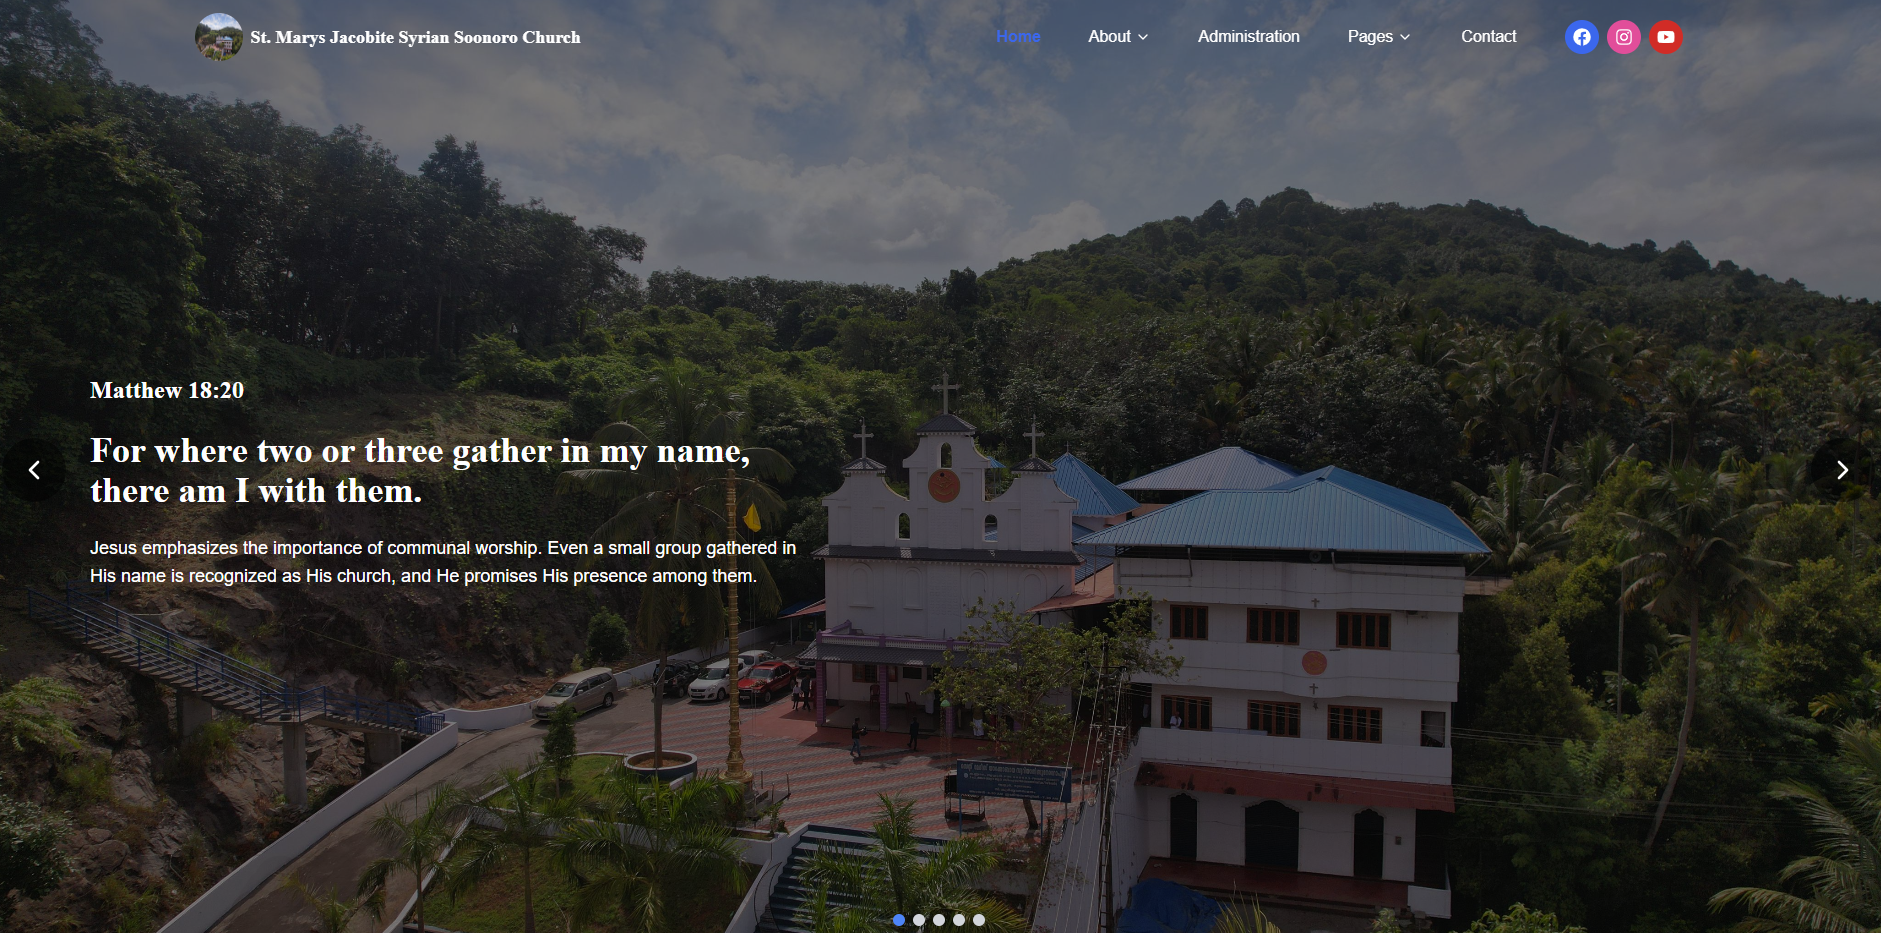 St. Marys Jacobite Syrian Soonoro Church
Home
About
Administration
Pages
Contact
Matthew 18:20
For where two or three gather in my name,
there am I with them.
Jesus emphasizes the importance of communal worship. Even a small group gathered in
His name is recognized as His church, and He promises His presence among them.